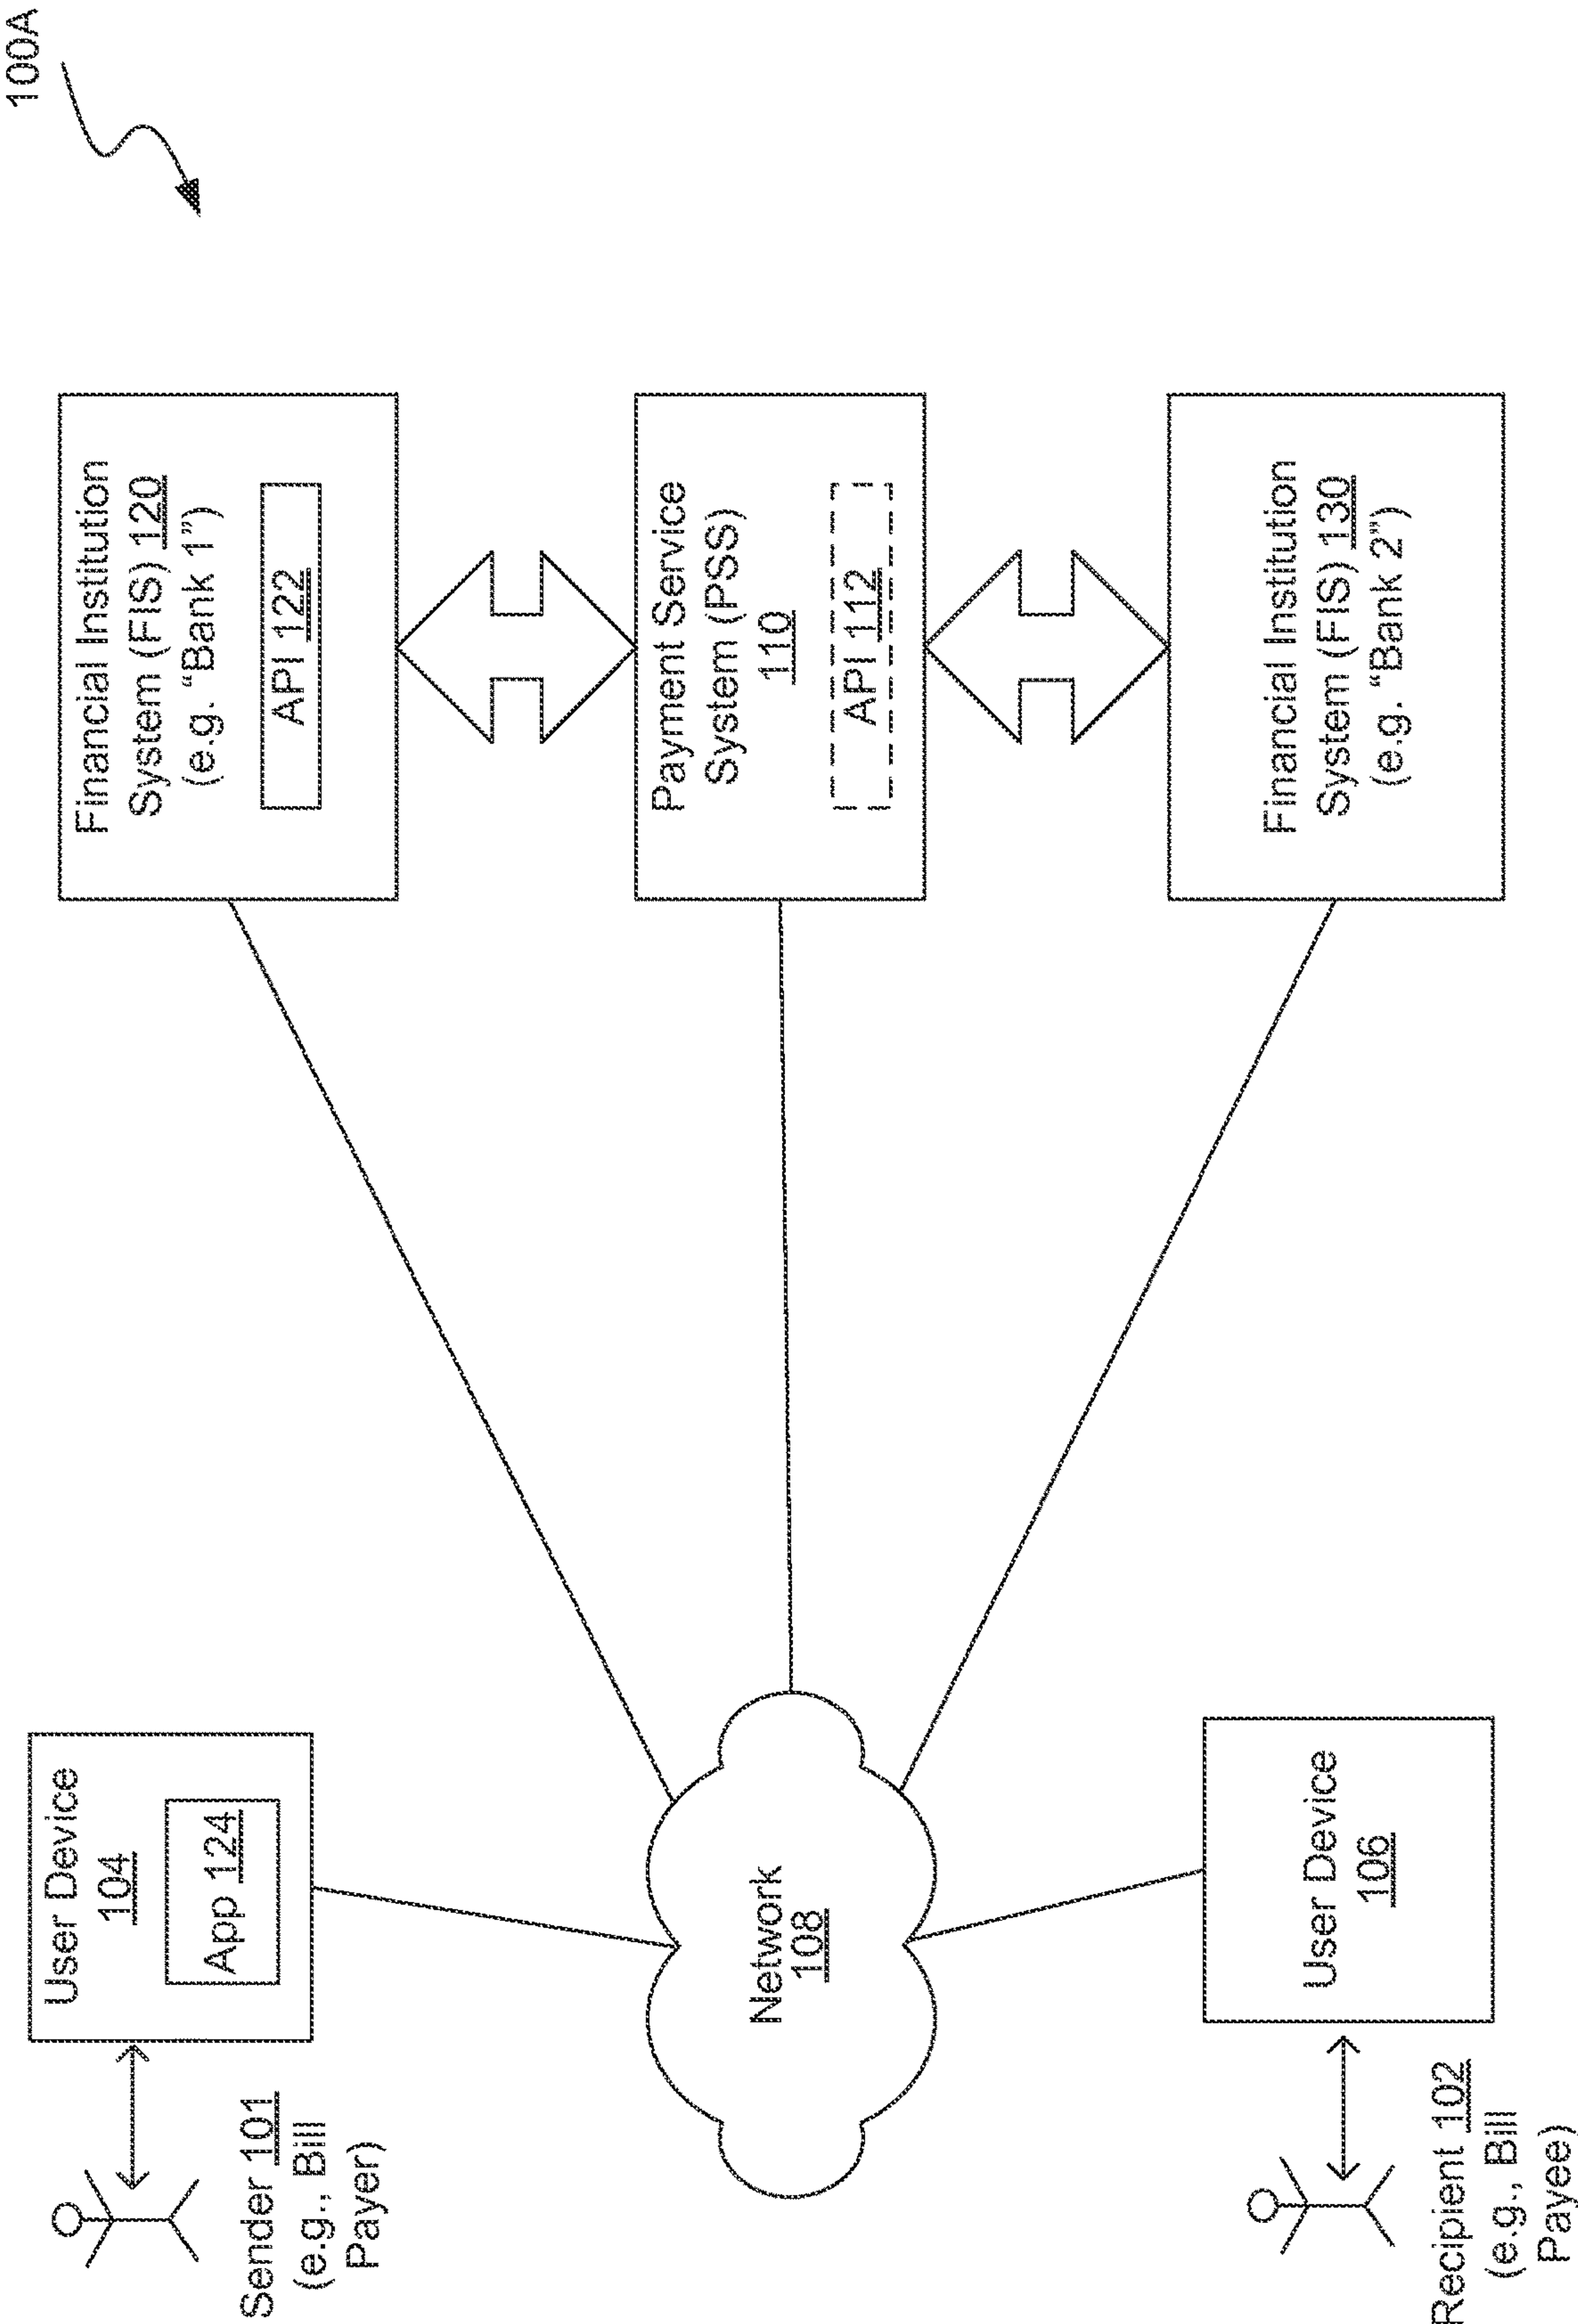 100A
User Device
104
App 124
Sender 101
(e.g., Bill
Payer)
Financial Institution
System (FIS) 120
(e.g. “Bank 1”)
API 122
Network
108
Payment Service
System (PSS)
110
API 112
User Device
106
Recipient 102
(e.g., Bill
Payee)
Financial Institution
System (FIS) 130
(e.g. “Bank 2”)